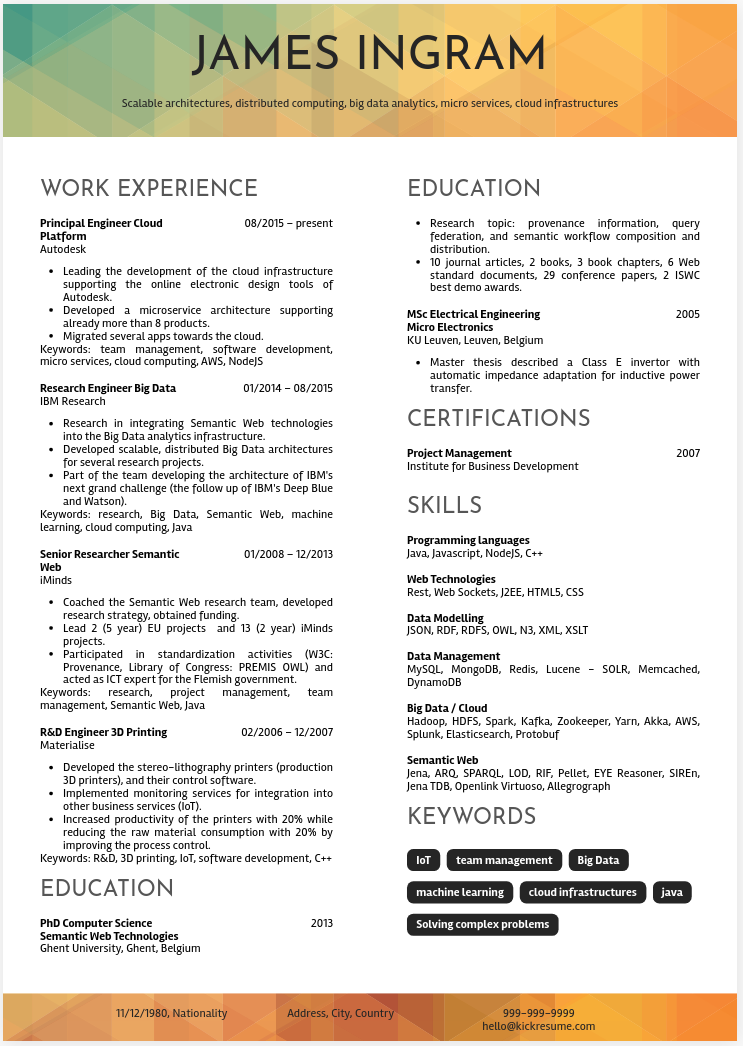 JAMES INGRAM
Scalable architectures, distributed computing, big data analytics, micro services, cloud infrastructures
WORK EXPERIENCE
Principal Engineer Cloud 08/2015 – present
Platform
Autodesk
• Leading the development of the cloud infrastructure
supporting the online electronic design tools of
Autodesk.
• Developed a microservice architecture supporting
already more than 8 products.
• Migrated several apps towards the cloud.
Keywords: team management, software development,
micro services, cloud computing, AWS, NodeJS
Research Engineer Big Data 01/2014 – 08/2015
IBM Research
• Research in integrating Semantic Web technologies
into the Big Data analytics infrastructure.
• Developed scalable, distributed Big Data architectures
for several research projects.
• Part of the team developing the architecture of IBM's
next grand challenge (the follow up of IBM's Deep Blue
and Watson).
Keywords: research, Big Data, Semantic Web, machine
learning, cloud computing, Java
Senior Researcher Semantic 01/2008 – 12/2013
Web
iMinds
• Coached the Semantic Web research team, developed
research strategy, obtained funding.
• Lead 2 (5 year) EU projects and 13 (2 year) iMinds
projects.
• Participated in standardization activities (W3C:
Provenance, Library of Congress: PREMIS OWL) and
acted as ICT expert for the Flemish government.
Keywords: research, project management, team
management, Semantic Web, Java
R&D Engineer 3D Printing 02/2006 – 12/2007
Materialise
• Developed the stereo-lithography printers (production
3D printers), and their control software.
• Implemented monitoring services for integration into
other business services (IoT).
• Increased productivity of the printers with 20% while
reducing the raw material consumption with 20% by
improving the process control.
Keywords: R&D, 3D printing, IoT, software development, C++
EDUCATION
PhD Computer Science 2013
Semantic Web Technologies
Ghent University, Ghent, Belgium
EDUCATION
• Research topic: provenance information, query
federation, and semantic workflow composition and
distribution.
• 10 journal articles, 2 books, 3 book chapters, 6 Web
standard documents, 29 conference papers, 2 ISWC
best demo awards.
MSc Electrical Engineering 2005
Micro Electronics
KU Leuven, Leuven, Belgium
• Master thesis described a Class E invertor with
automatic impedance adaptation for inductive power
transfer.
CERTIFICATIONS
Project Management 2007
Institute for Business Development
SKILLS
Programming languages
Java, Javascript, NodeJS, C++
Web Technologies
Rest, Web Sockets, J2EE, HTML5, CSS
Data Modelling
JSON, RDF, RDFS, OWL, N3, XML, XSLT
Data Management
MySQL, MongoDB, Redis, Lucene – SOLR, Memcached,
DynamoDB
Big Data / Cloud
Hadoop, HDFS, Spark, Kafka, Zookeeper, Yarn, Akka, AWS,
Splunk, Elasticsearch, Protobuf
Semantic Web
Jena, ARQ, SPARQL, LOD, RIF, Pellet, EYE Reasoner, SIREn,
Jena TDB, Openlink Virtuoso, Allegrograph
KEYWORDS
IoT team management Big Data
machine learning cloud infrastructures java
Solving complex problems
11/12/1980, Nationality Address, City, Country 999-999-9999
hello@kickresume.com